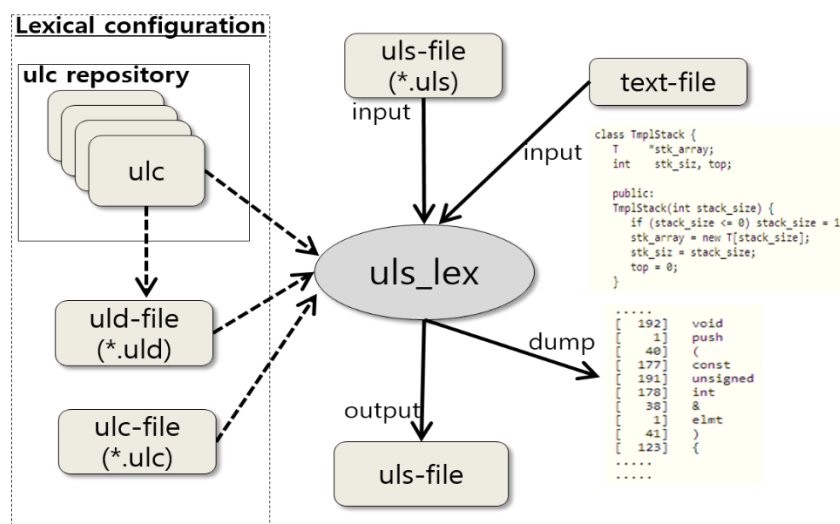 Lexical configuration
ulc repository
ulc
uld-file
(*.uld)
ulc-file
(*.ulc)
uls-file
(*.uls)
input
text-file
input
uls_lex
output
uls-file
dump
class TmplStack {
T     *stk_array;
int    stk_siz, top;
public:
TmplStack(int stack_size) {
if (stack_size <= 0) stack_size = 1
stk_array = new T[stack_size];
stk_siz = stack_size;
top = 0;
}
.....
[   192]   void
[     1]   push
[    40]   (
[   177]   const
[   191]   unsigned
[   178]   int
[    38]   &
[     1]   elmt
[    41]   )
[   123]   {
.....
.....